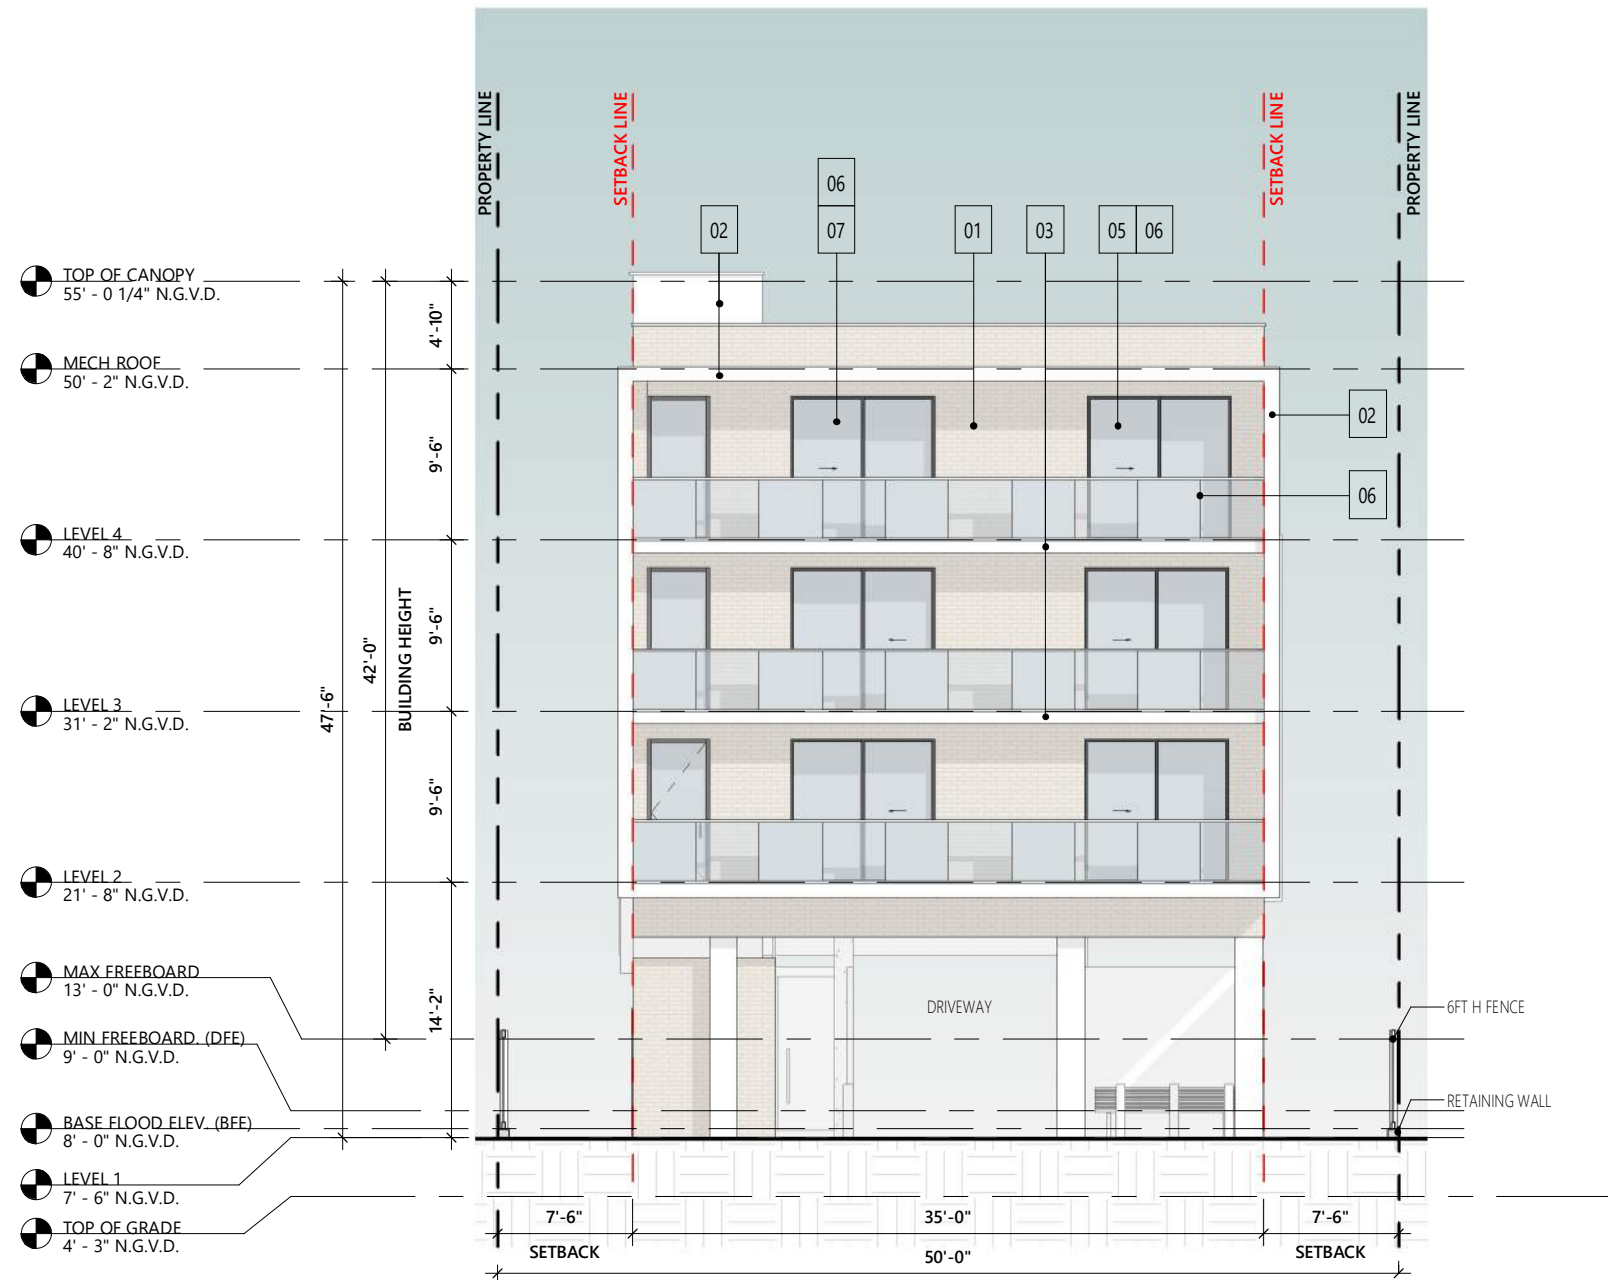 PROPERTY LINE
SETBACK LINE
SETBACK LINE
PROPERTY LINE
06
02
07
01
03
05
06
TOP OF CANOPY
55' - 0 1/4" N.G.V.D.
4'-10"
MECH ROOF
50' - 2" N.G.V.D.
02
9'-6"
06
LEVEL 4
40' - 8" N.G.V.D.
9'-6"
42'-0"
BUILDING HEIGHT
47'-6"
LEVEL 3
31' - 2" N.G.V.D.
9'-6"
LEVEL 2
21' - 8" N.G.V.D.
MAX FREEBOARD
13' - 0" N.G.V.D.
14'-2"
DRIVEWAY
6FT H FENCE
MIN FREEBOARD. (DFE)
9' - 0" N.G.V.D.
RETAINING WALL
BASE FLOOD ELEV. (BFE)
8' - 0" N.G.V.D.
LEVEL 1
7' - 6" N.G.V.D.
TOP OF GRADE
4' - 3" N.G.V.D.
7'-6"
35'-0"
7'-6"
SETBACK
50'-0"
SETBACK